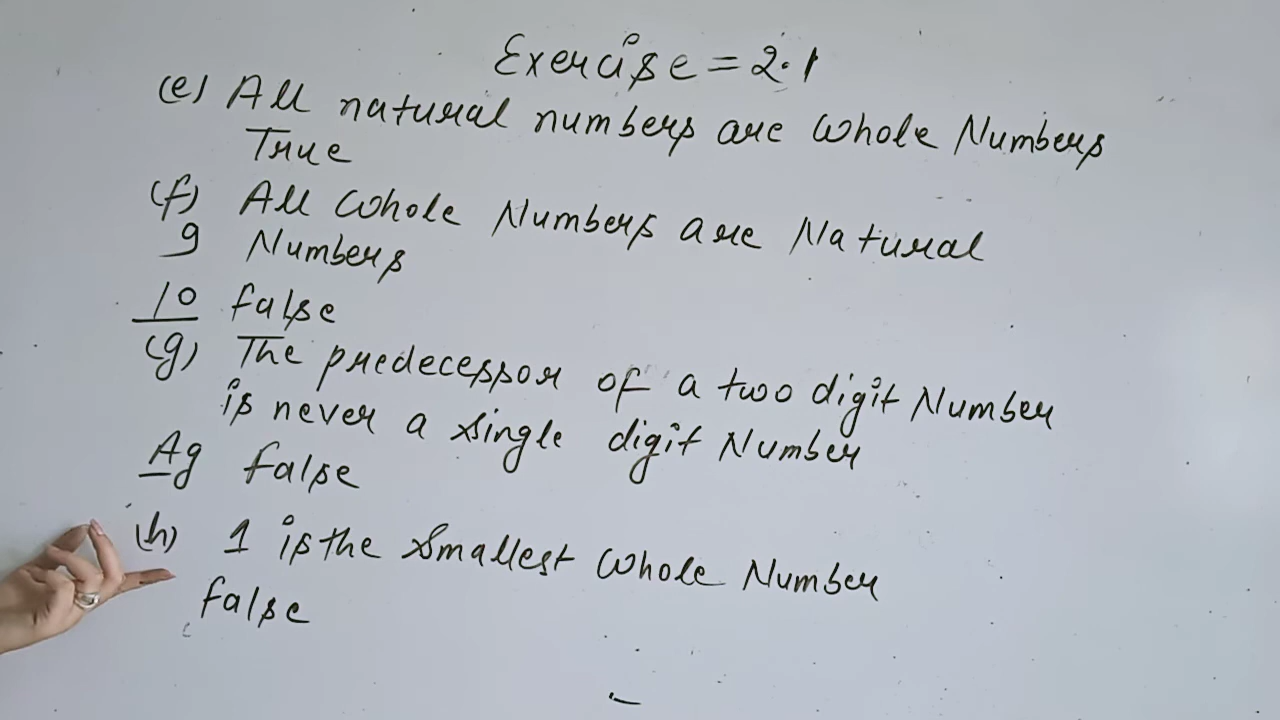 Exercise = 2.1
(e) All natural numbers are whole Numbers
True
(f) All Whole Numbers are Natural
9 Numbers
10 false
(g) The predecessor of a two digit Number
is never a single digit Number
Ag false
(h) 1 is the smallest Whole Number
false